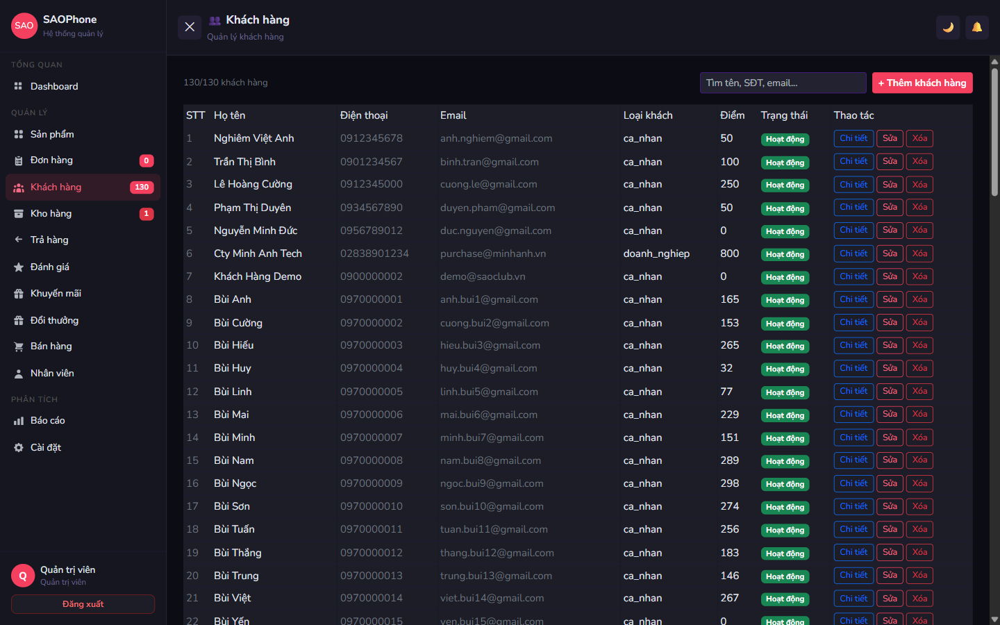 SAO
SAOPhone
Hệ thống quản lý
TỔNG QUAN
Dashboard
QUẢN LÝ
Sản phẩm
Đơn hàng 0
Khách hàng 130
Kho hàng 1
Trả hàng
Đánh giá
Khuyến mãi
Đổi thưởng
Bán hàng
Nhân viên
PHÂN TÍCH
Báo cáo
Cài đặt
Q
Quản trị viên
Quản trị viên
Đăng xuất
Khách hàng
Quản lý khách hàng
130/130 khách hàng
Tìm tên, SĐT, email...
+ Thêm khách hàng
STT Họ tên Điện thoại Email Loại khách Điểm Trạng thái Thao tác
1 Nghiêm Việt Anh 0912345678 anh.nghiem@gmail.com ca_nhan 50 Hoạt động Chi tiết Sửa Xóa
2 Trần Thị Bình 0901234567 binh.tran@gmail.com ca_nhan 100 Hoạt động Chi tiết Sửa Xóa
3 Lê Hoàng Cường 0912345000 cuong.le@gmail.com ca_nhan 250 Hoạt động Chi tiết Sửa Xóa
4 Phạm Thị Duyên 0934567890 duyen.pham@gmail.com ca_nhan 50 Hoạt động Chi tiết Sửa Xóa
5 Nguyễn Minh Đức 0956789012 duc.nguyen@gmail.com ca_nhan 0 Hoạt động Chi tiết Sửa Xóa
6 Cty Minh Anh Tech 02838901234 purchase@minhanh.vn doanh_nghiep 800 Hoạt động Chi tiết Sửa Xóa
7 Khách Hàng Demo 0900000002 demo@saoclub.vn ca_nhan 0 Hoạt động Chi tiết Sửa Xóa
8 Bùi Anh 0970000001 anh.bui1@gmail.com ca_nhan 165 Hoạt động Chi tiết Sửa Xóa
9 Bùi Cường 0970000002 cuong.bui2@gmail.com ca_nhan 153 Hoạt động Chi tiết Sửa Xóa
10 Bùi Hiếu 0970000003 hieu.bui3@gmail.com ca_nhan 265 Hoạt động Chi tiết Sửa Xóa
11 Bùi Huy 0970000004 huy.bui4@gmail.com ca_nhan 32 Hoạt động Chi tiết Sửa Xóa
12 Bùi Linh 0970000005 linh.bui5@gmail.com ca_nhan 77 Hoạt động Chi tiết Sửa Xóa
13 Bùi Mai 0970000006 mai.bui6@gmail.com ca_nhan 229 Hoạt động Chi tiết Sửa Xóa
14 Bùi Minh 0970000007 minh.bui7@gmail.com ca_nhan 151 Hoạt động Chi tiết Sửa Xóa
15 Bùi Nam 0970000008 nam.bui8@gmail.com ca_nhan 289 Hoạt động Chi tiết Sửa Xóa
16 Bùi Ngọc 0970000009 ngoc.bui9@gmail.com ca_nhan 298 Hoạt động Chi tiết Sửa Xóa
17 Bùi Sơn 0970000010 son.bui10@gmail.com ca_nhan 274 Hoạt động Chi tiết Sửa Xóa
18 Bùi Tuấn 0970000011 tuan.bui11@gmail.com ca_nhan 256 Hoạt động Chi tiết Sửa Xóa
19 Bùi Thắng 0970000012 thang.bui12@gmail.com ca_nhan 183 Hoạt động Chi tiết Sửa Xóa
20 Bùi Trung 0970000013 trung.bui13@gmail.com ca_nhan 146 Hoạt động Chi tiết Sửa Xóa
21 Bùi Việt 0970000014 viet.bui14@gmail.com ca_nhan 267 Hoạt động Chi tiết Sửa Xóa
22 Bùi Yến 0970000015 yen.bui15@gmail.com ca_nhan 0 Hoạt động Chi tiết Sửa Xóa